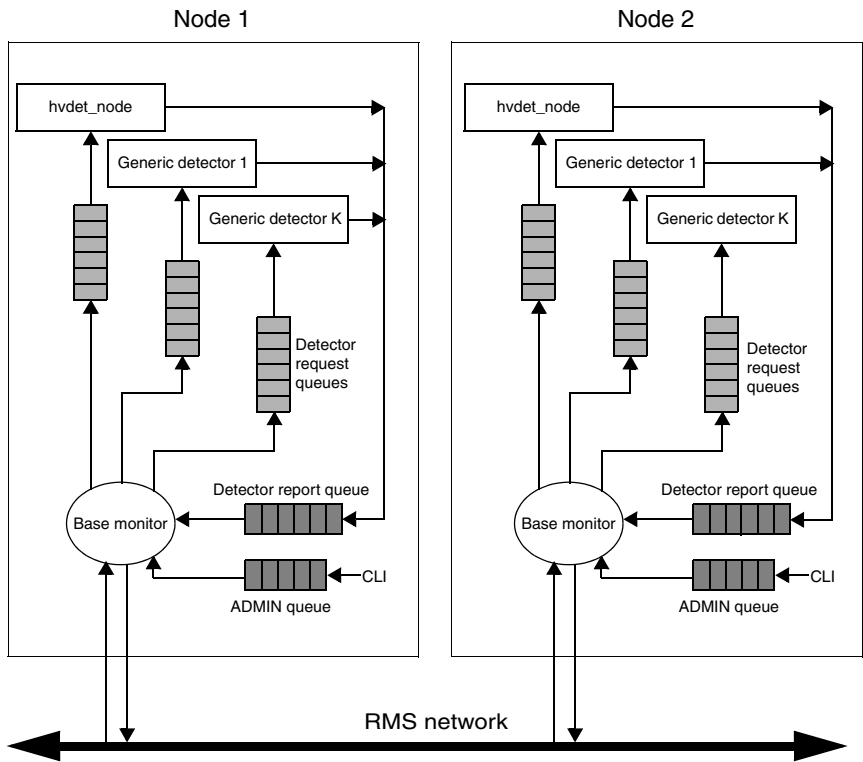 Node 1
Node 2
hvdet_node
Generic detector 1
Generic detector K
Detector
request
queues
Detector report queue
Base monitor
CLI
ADMIN queue
hvdet_node
Generic detector 1
Generic detector K
Detector
request
queues
Detector report queue
Base monitor
CLI
ADMIN queue
RMS network